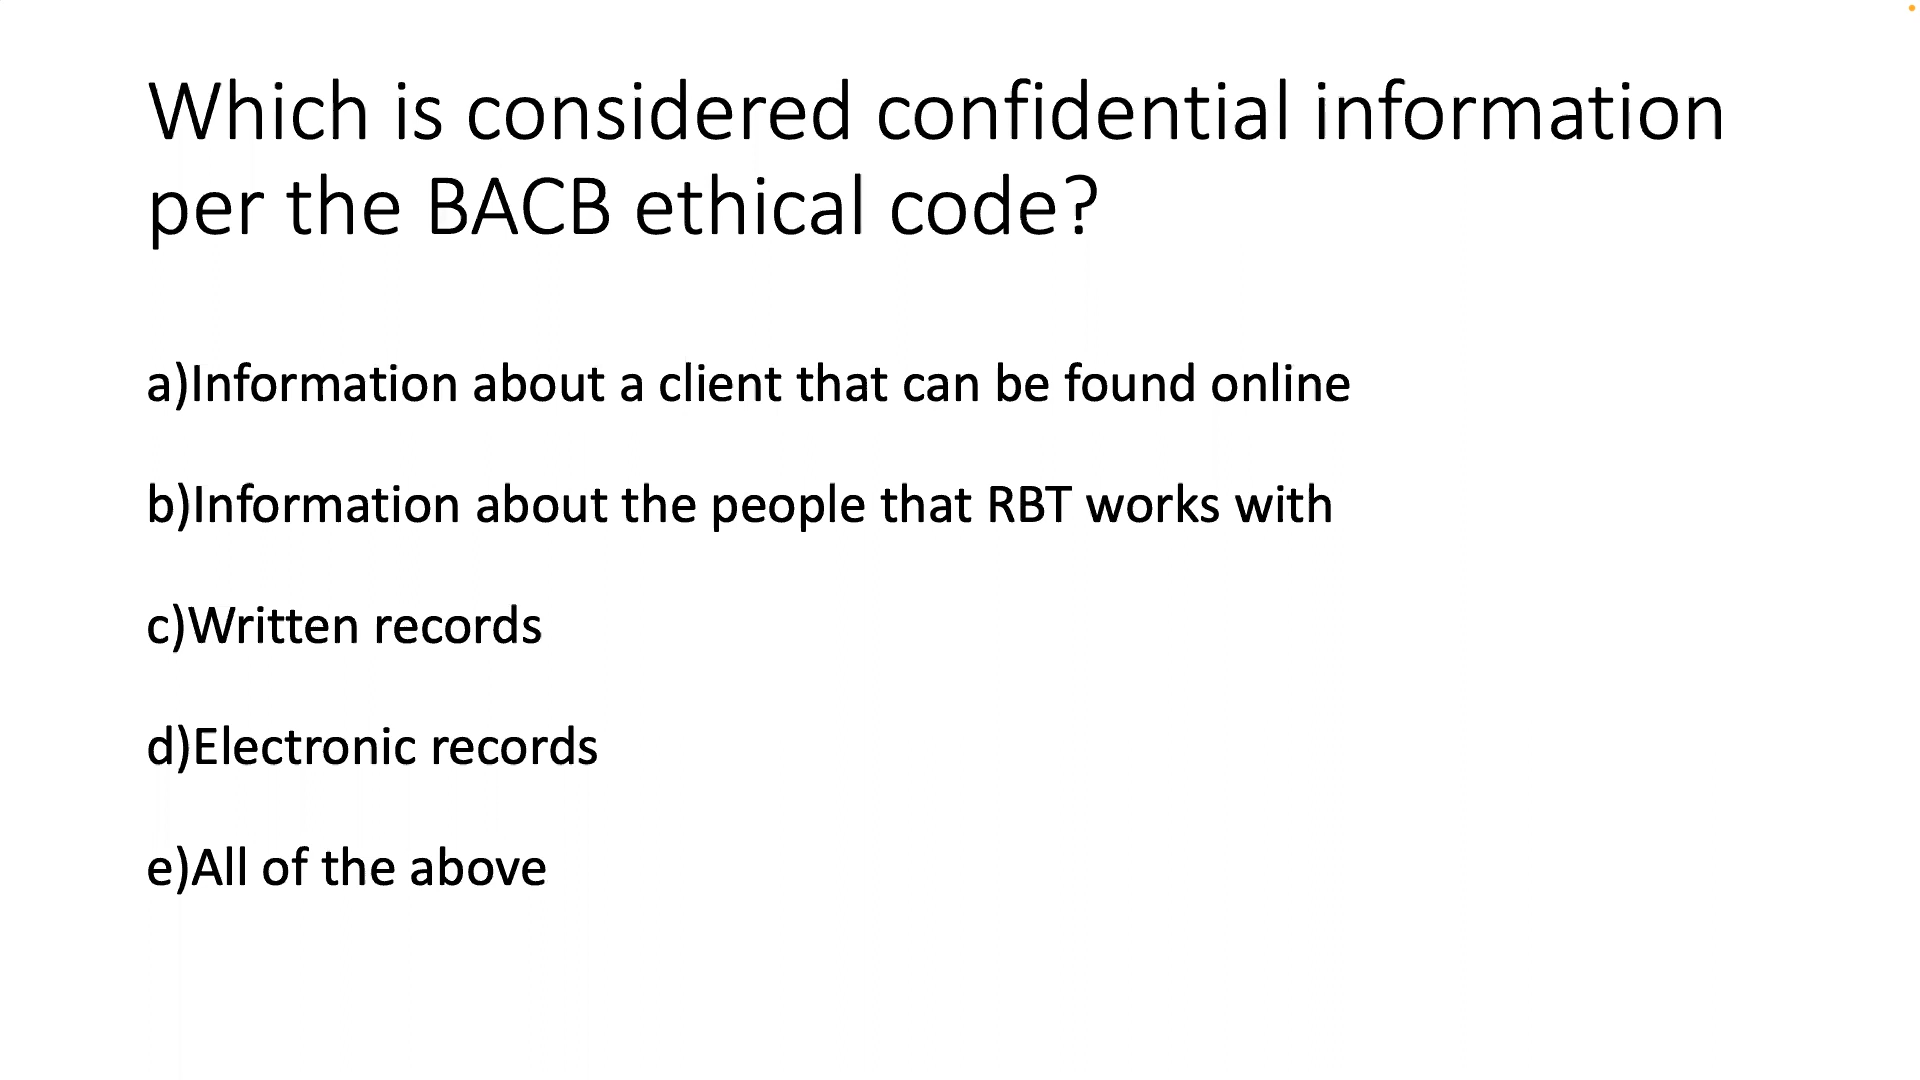 Which is considered confidential information
per the BACB ethical code?
a)Information about a client that can be found online
b)Information about the people that RBT works with
c)Written records
d)Electronic records
e)All of the above